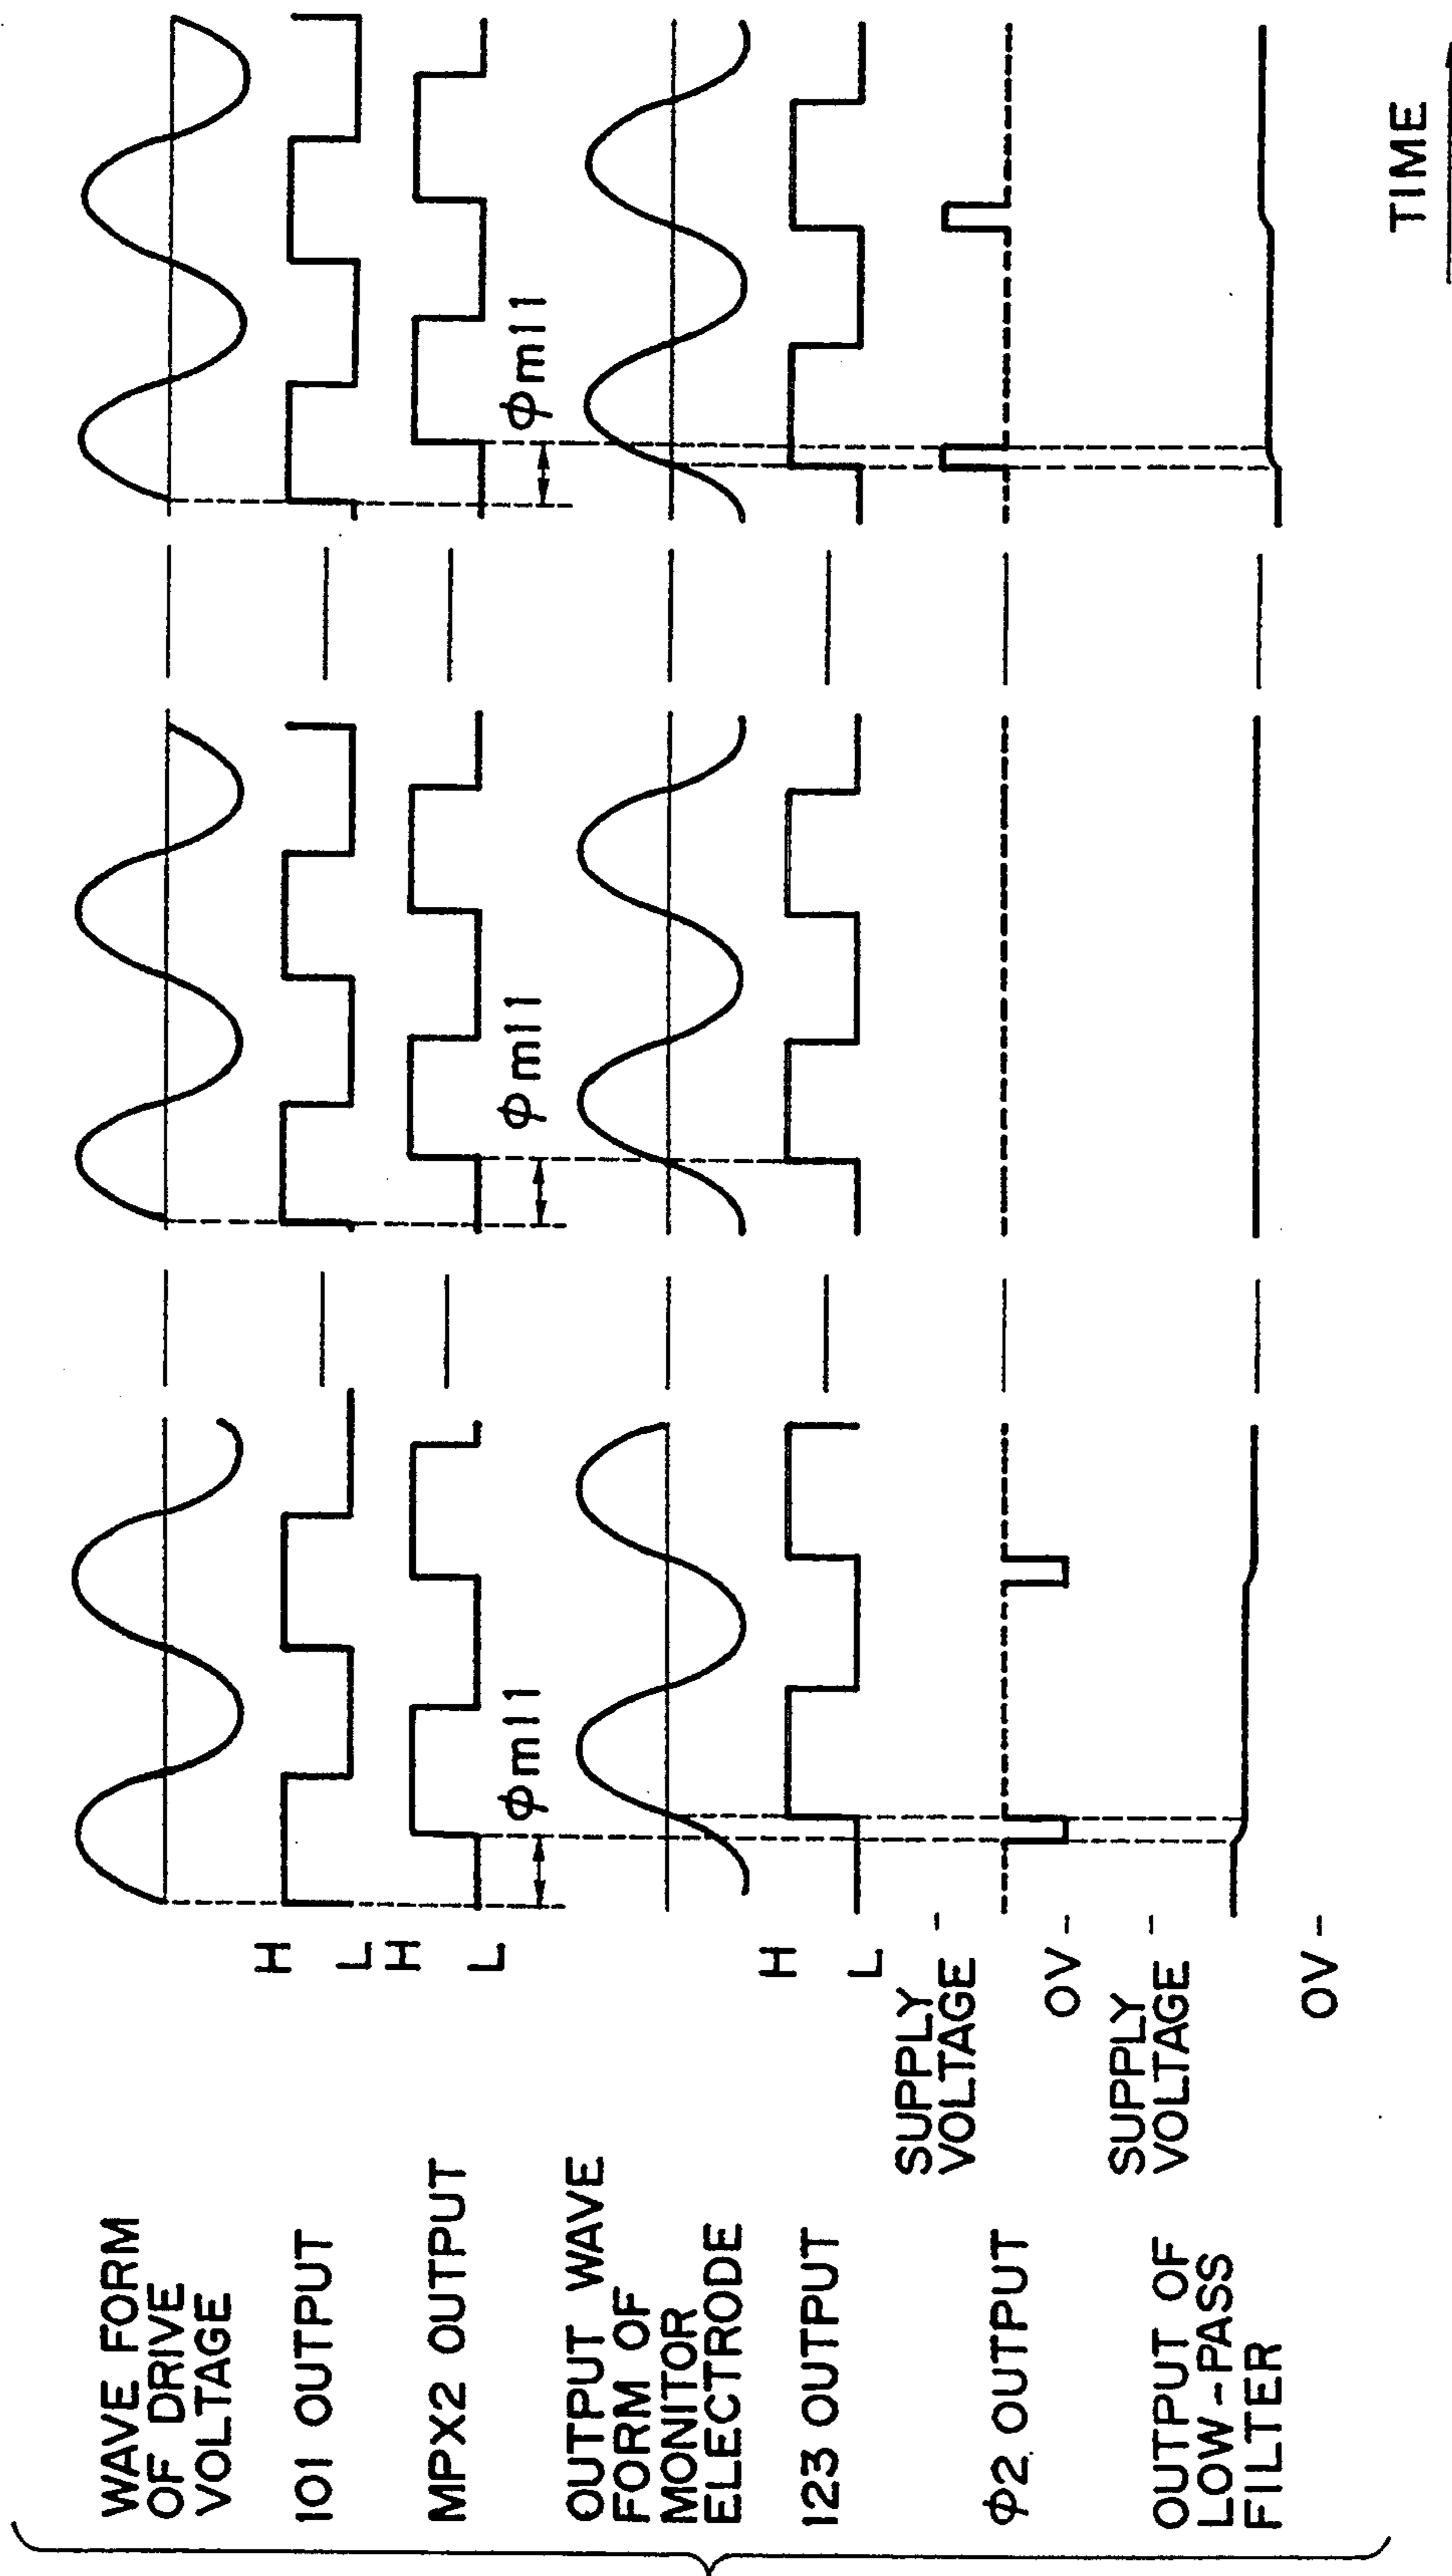 WAVE FORM
OF DRIVE
VOLTAGE
101 OUTPUT
H
L
MPX2 OUTPUT
H
L
φm11
φm11
φm11
OUTPUT WAVE
FORM OF
MONITOR
ELECTRODE
123 OUTPUT
H
L
φ2 OUTPUT
SUPPLY
VOLTAGE
0V
OUTPUT OF
LOW-PASS
FILTER
SUPPLY
VOLTAGE
0V
TIME